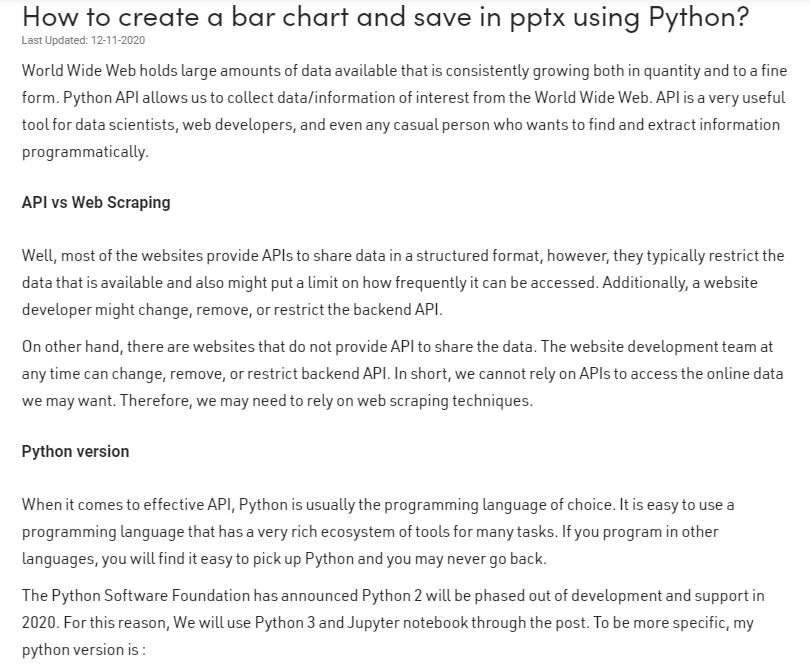 How to create a bar chart and save in pptx using Python?
Last Updated: 12-11-2020
World Wide Web holds large amounts of data available that is consistently growing both in quantity and to a fine
form. Python API allows us to collect data/information of interest from the World Wide Web. API is a very useful
tool for data scientists, web developers, and even any casual person who wants to find and extract information
programmatically.
API vs Web Scraping
Well, most of the websites provide APIs to share data in a structured format, however, they typically restrict the
data that is available and also might put a limit on how frequently it can be accessed. Additionally, a website
developer might change, remove, or restrict the backend API.
On other hand, there are websites that do not provide API to share the data. The website development team at
any time can change, remove, or restrict backend API. In short, we cannot rely on APIs to access the online data
we may want. Therefore, we may need to rely on web scraping techniques.
Python version
When it comes to effective API, Python is usually the programming language of choice. It is easy to use a
programming language that has a very rich ecosystem of tools for many tasks. If you program in other
languages, you will find it easy to pick up Python and you may never go back.
The Python Software Foundation has announced Python 2 will be phased out of development and support in
2020. For this reason, We will use Python 3 and Jupyter notebook through the post. To be more specific, my
python version is :